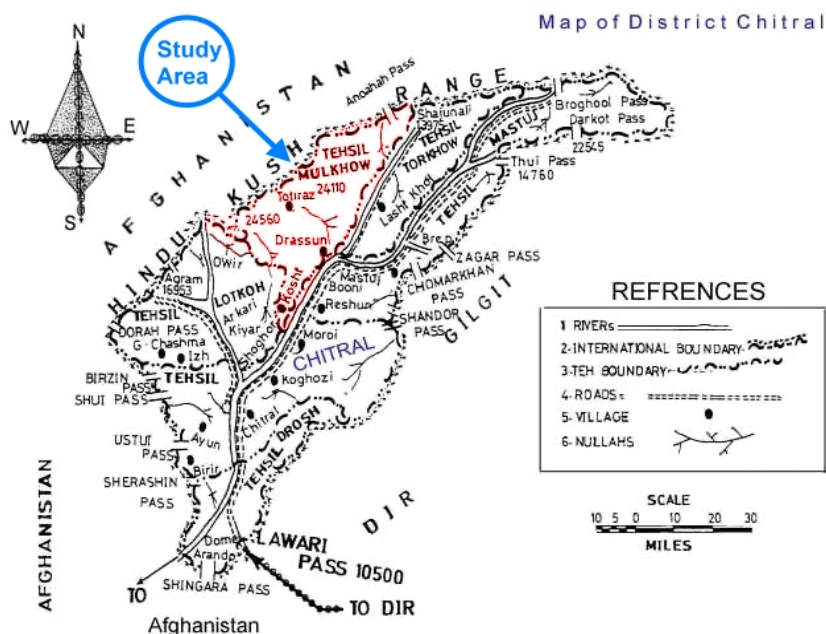 Map of District Chitral
N
W
E
S
Study
Area
AFGHANISTAN
HINDU KUSH RANGE
Anoahah Pass
Shajunali
13975
TEHSIL
TORKHOW
TEHSIL
MULKHOW
Totiraz 24110
24560
Drassun
Kosht
Lasht Khot
MASTUJ
TEHSIL
Broghool Pass
Darkot Pass
22545
Thui Pass
14760
Brep
ZAGAR PASS
CHOMARKHAN
PASS
SHANDOR
PASS
GILGIT
Mastuj
Booni
Reshun
Owir
Agram
16953
LOTKOH
Arkari
Kiyar
Shoghor
Moroi
CHITRAL
Koghozi
TEHSIL
DORAH PASS
G-Chashma
Izh
TEHSIL
BIRZIN
PASS
SHUI PASS
Chitral
USTUI
PASS
Ayun
Birir
TEHSIL DROSH
SHERASHIN
PASS
DIR
Dome
Arando
LAWARI
PASS 10500
SHINGARA PASS
TO
Afghanistan
TO DIR
AFGHANISTAN
REFRENCES
1 RIVERs
2-INTERNATIONAL BOUNDARY
3-TEH BOUNDARY
4-ROADS
5-VILLAGE
6-NULLAHS
SCALE
10 5 0 10 20 30
MILES